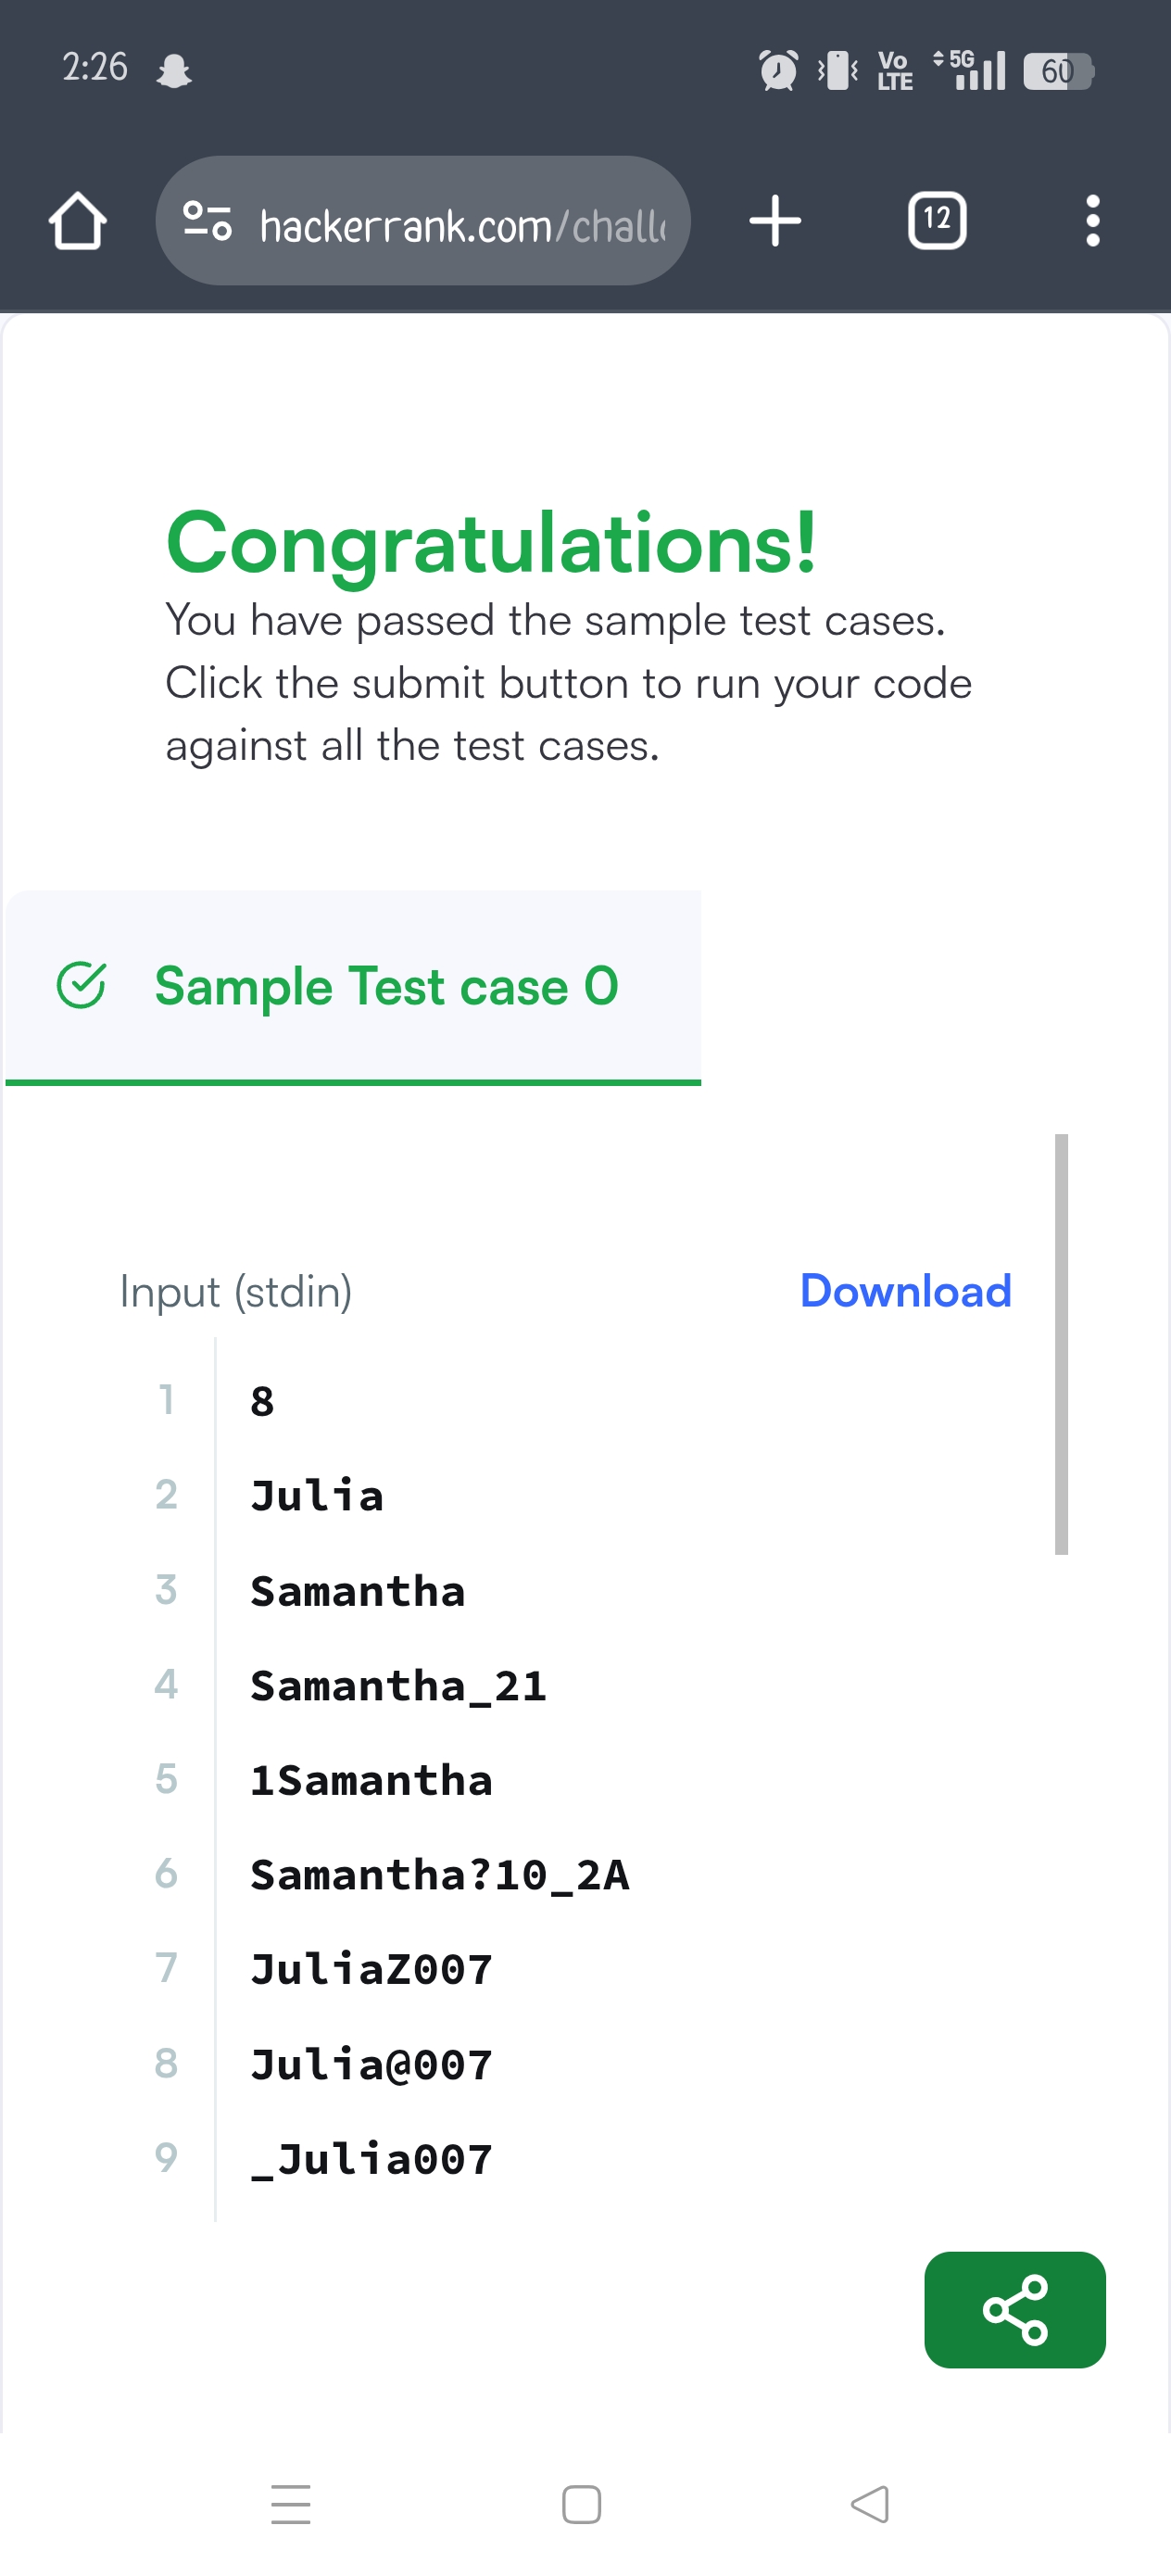 2:26
Vo
LTE
5G
60
hackerrank.com/chall
12
Congratulations!
You have passed the sample test cases.
Click the submit button to run your code
against all the test cases.
Sample Test case 0
Input (stdin)
Download
1 8
2 Julia
3 Samantha
4 Samantha_21
5 1Samantha
6 Samantha?10_2A
7 JuliaZ007
8 Julia@007
9 _Julia007